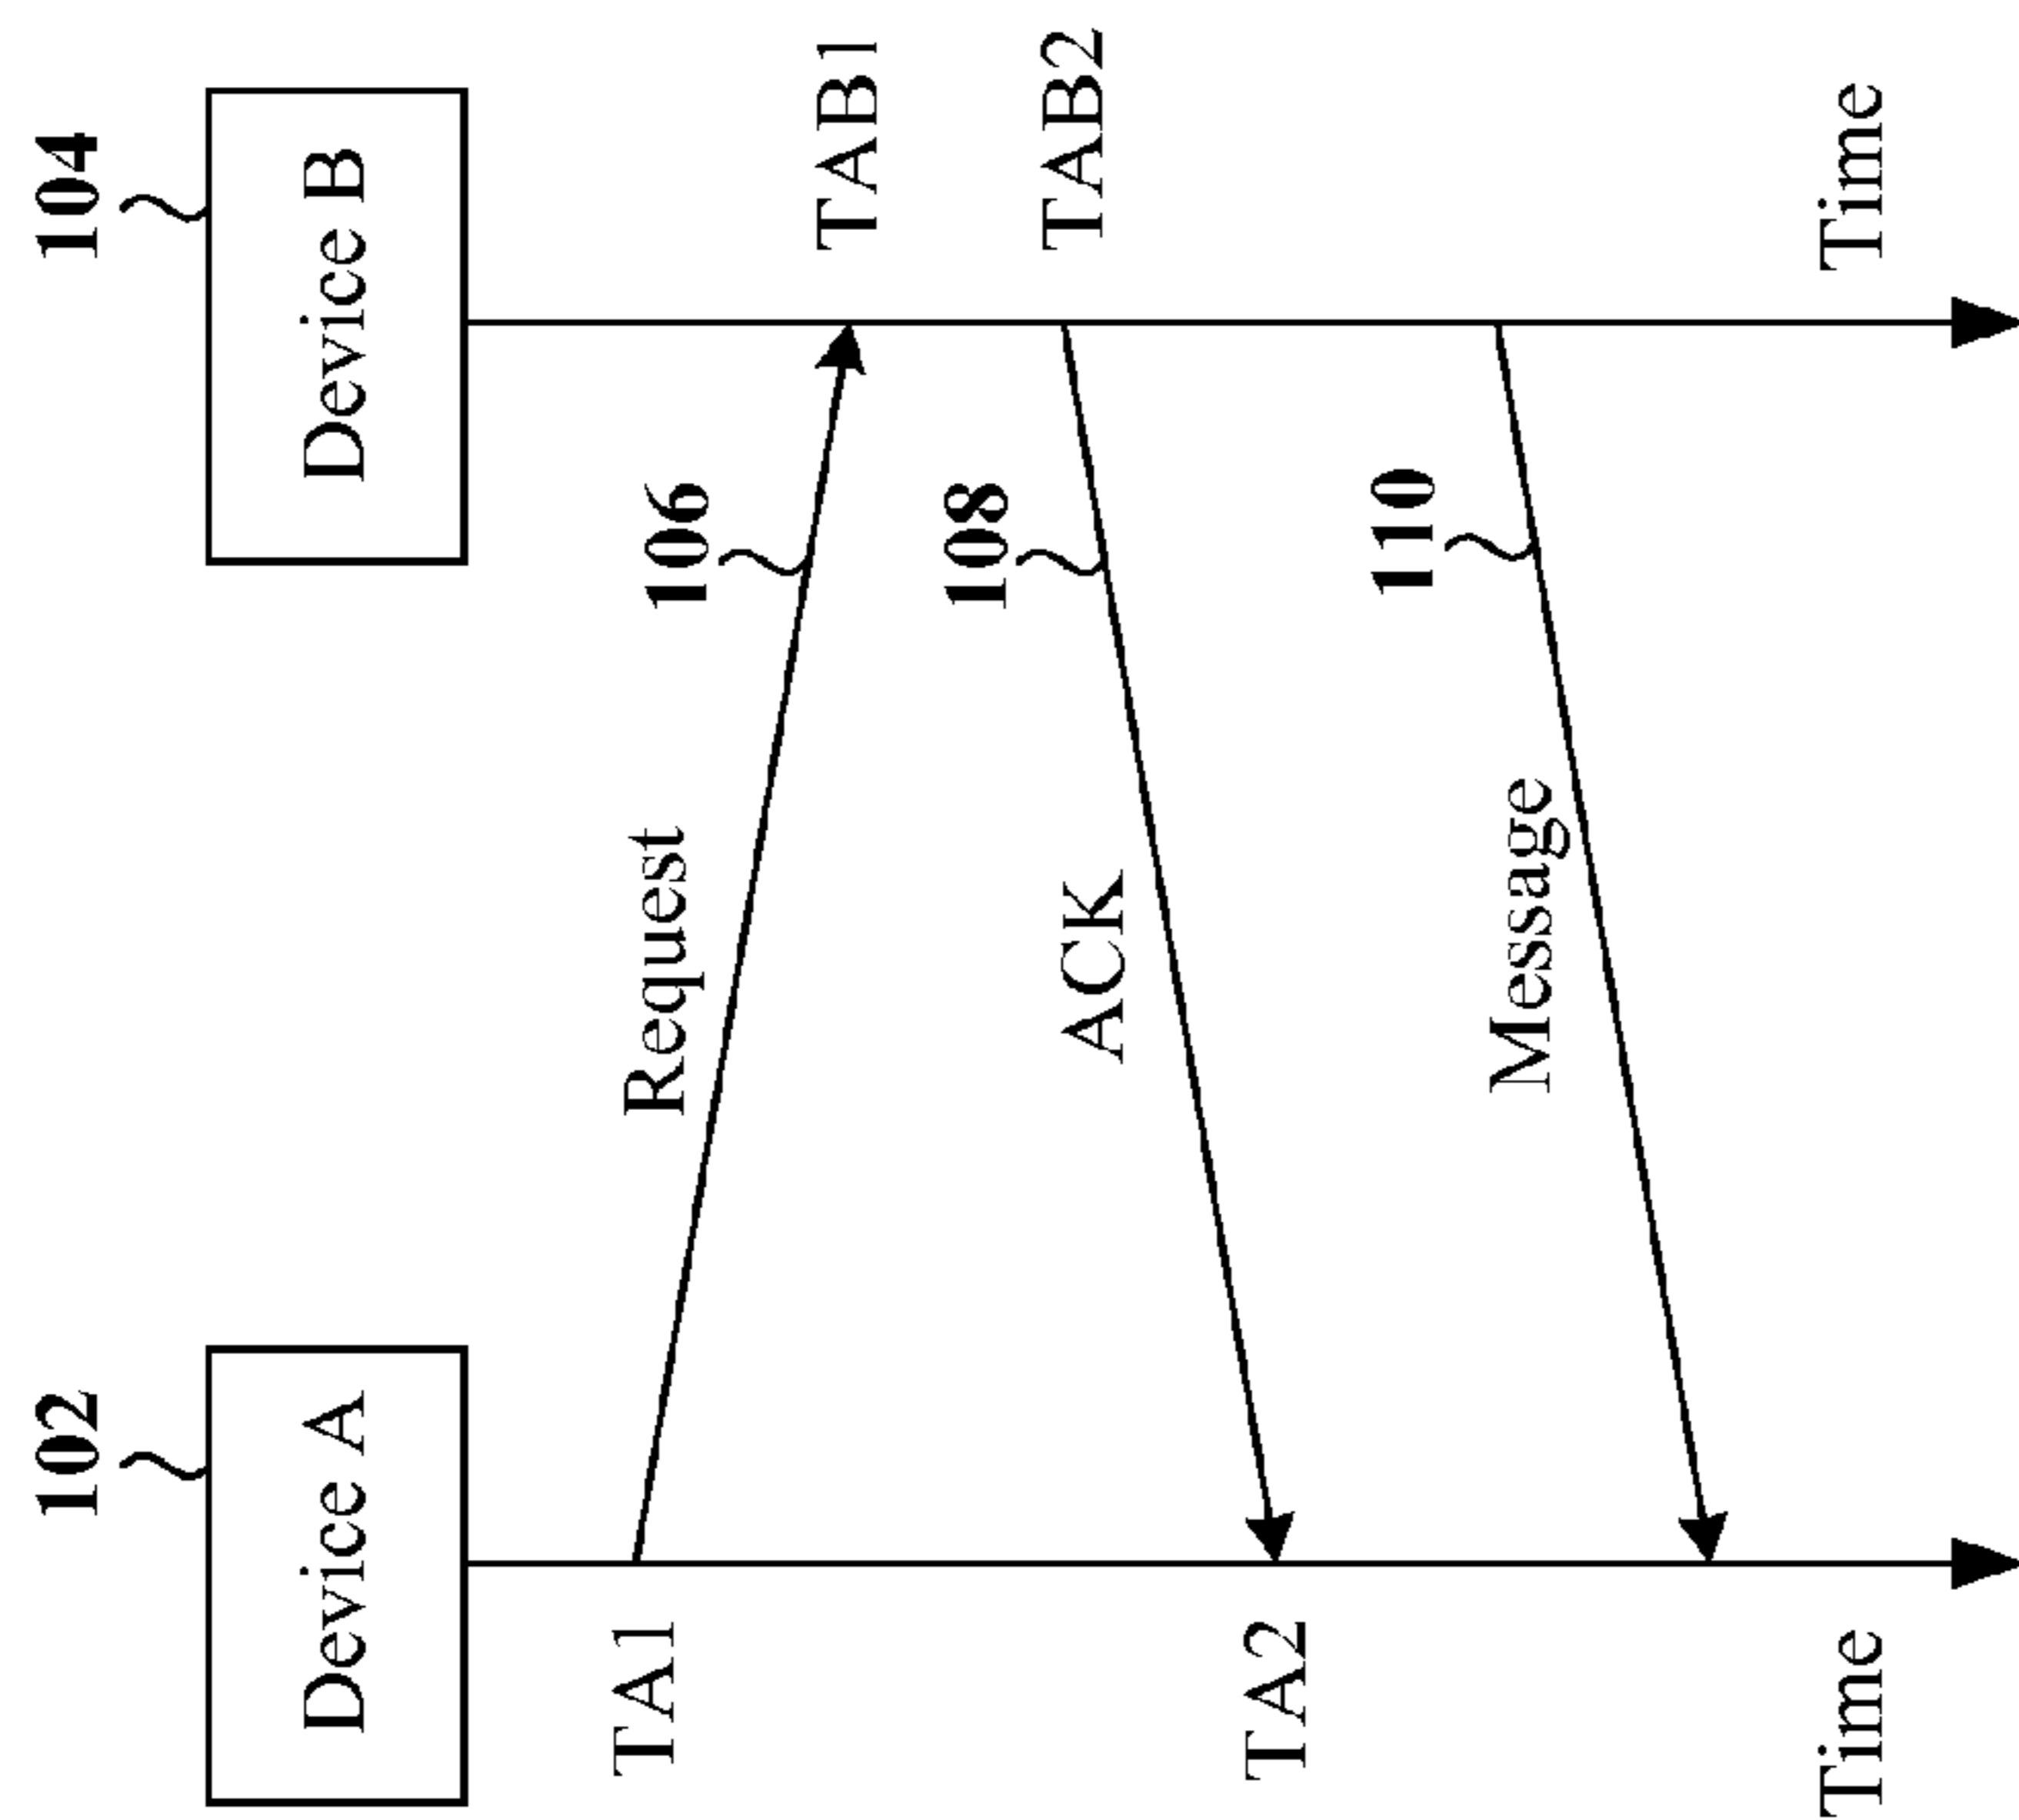 102
104
Device A
Device B
Request
106
TA1
TAB1
108
ACK
TAB2
TA2
110
Message
Time
Time